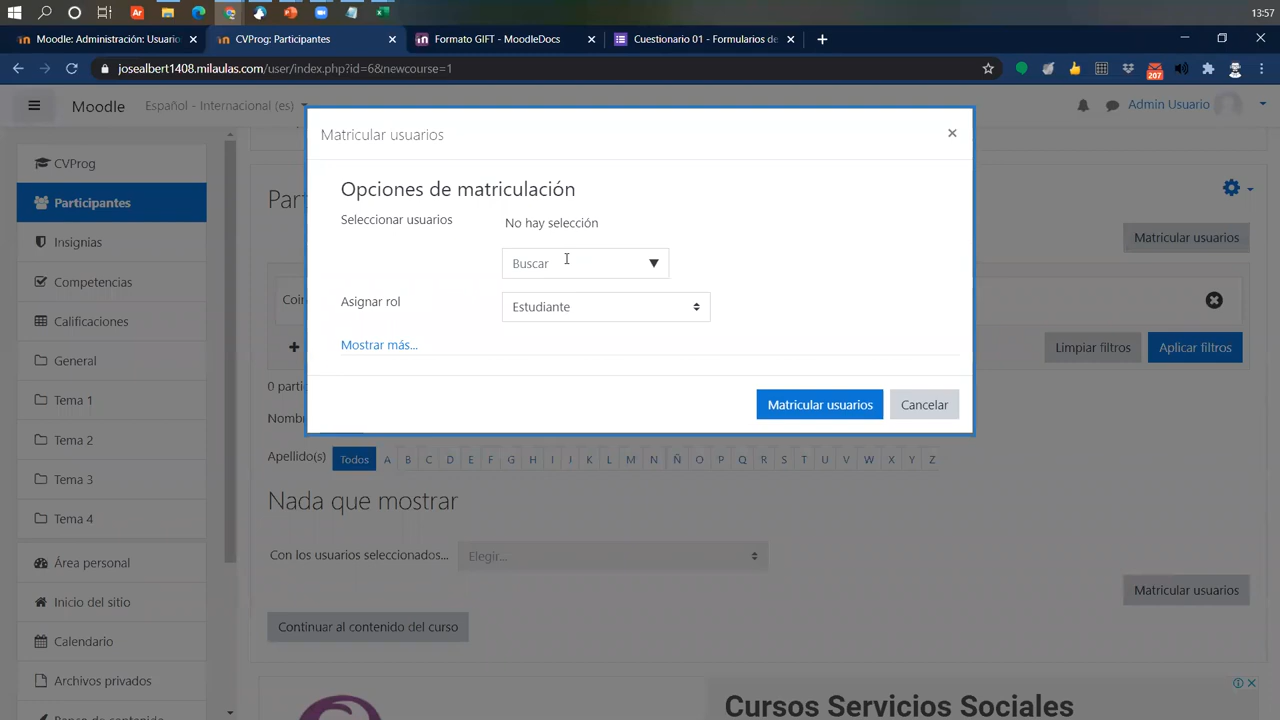 13:57
Moodle: Administración: Usuario
CVProg: Participantes
Formato GIFT - MoodleDocs
Cuestionario 01 - Formularios de
josealbert1408.milaulas.com/user/index.php?id=6&newcourse=1
207
Moodle
Español - Internacional (es)
Admin Usuario
Matricular usuarios
CVProg
Opciones de matriculación
Participantes
Seleccionar usuarios
No hay selección
Matricular usuarios
Insignias
Buscar
Competencias
Asignar rol
Estudiante
Calificaciones
Mostrar más...
Limpiar filtros
Aplicar filtros
General
0 parti
Tema 1
Matricular usuarios
Cancelar
Tema 2
Apellido(s)
Todos A B C D E F G H I J K L M N Ñ O P Q R S T U V W X Y Z
Tema 3
Nada que mostrar
Tema 4
Con los usuarios seleccionados...
Elegir...
Área personal
Matricular usuarios
Inicio del sitio
Continuar al contenido del curso
Calendario
Archivos privados
Cursos Servicios Sociales